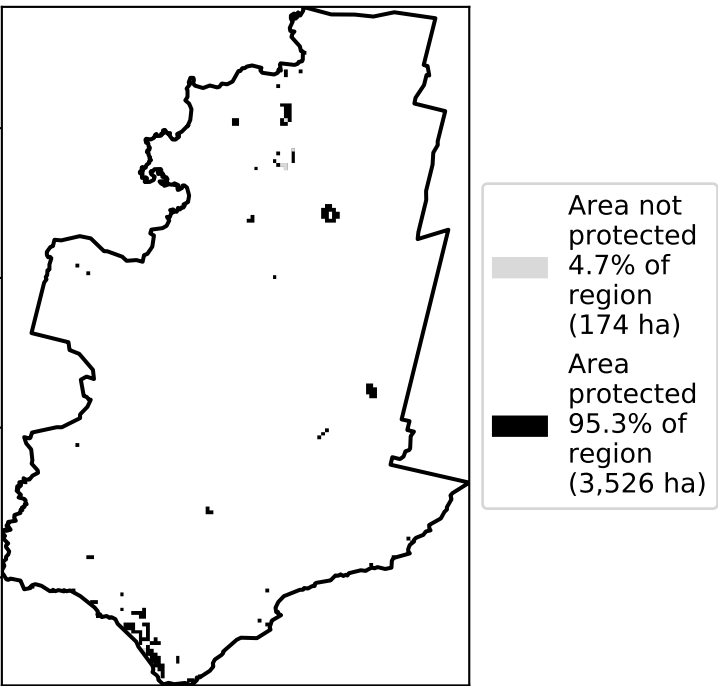 Area not
protected
4.7% of
region
(174 ha)
Area
protected
95.3% of
region
(3,526 ha)